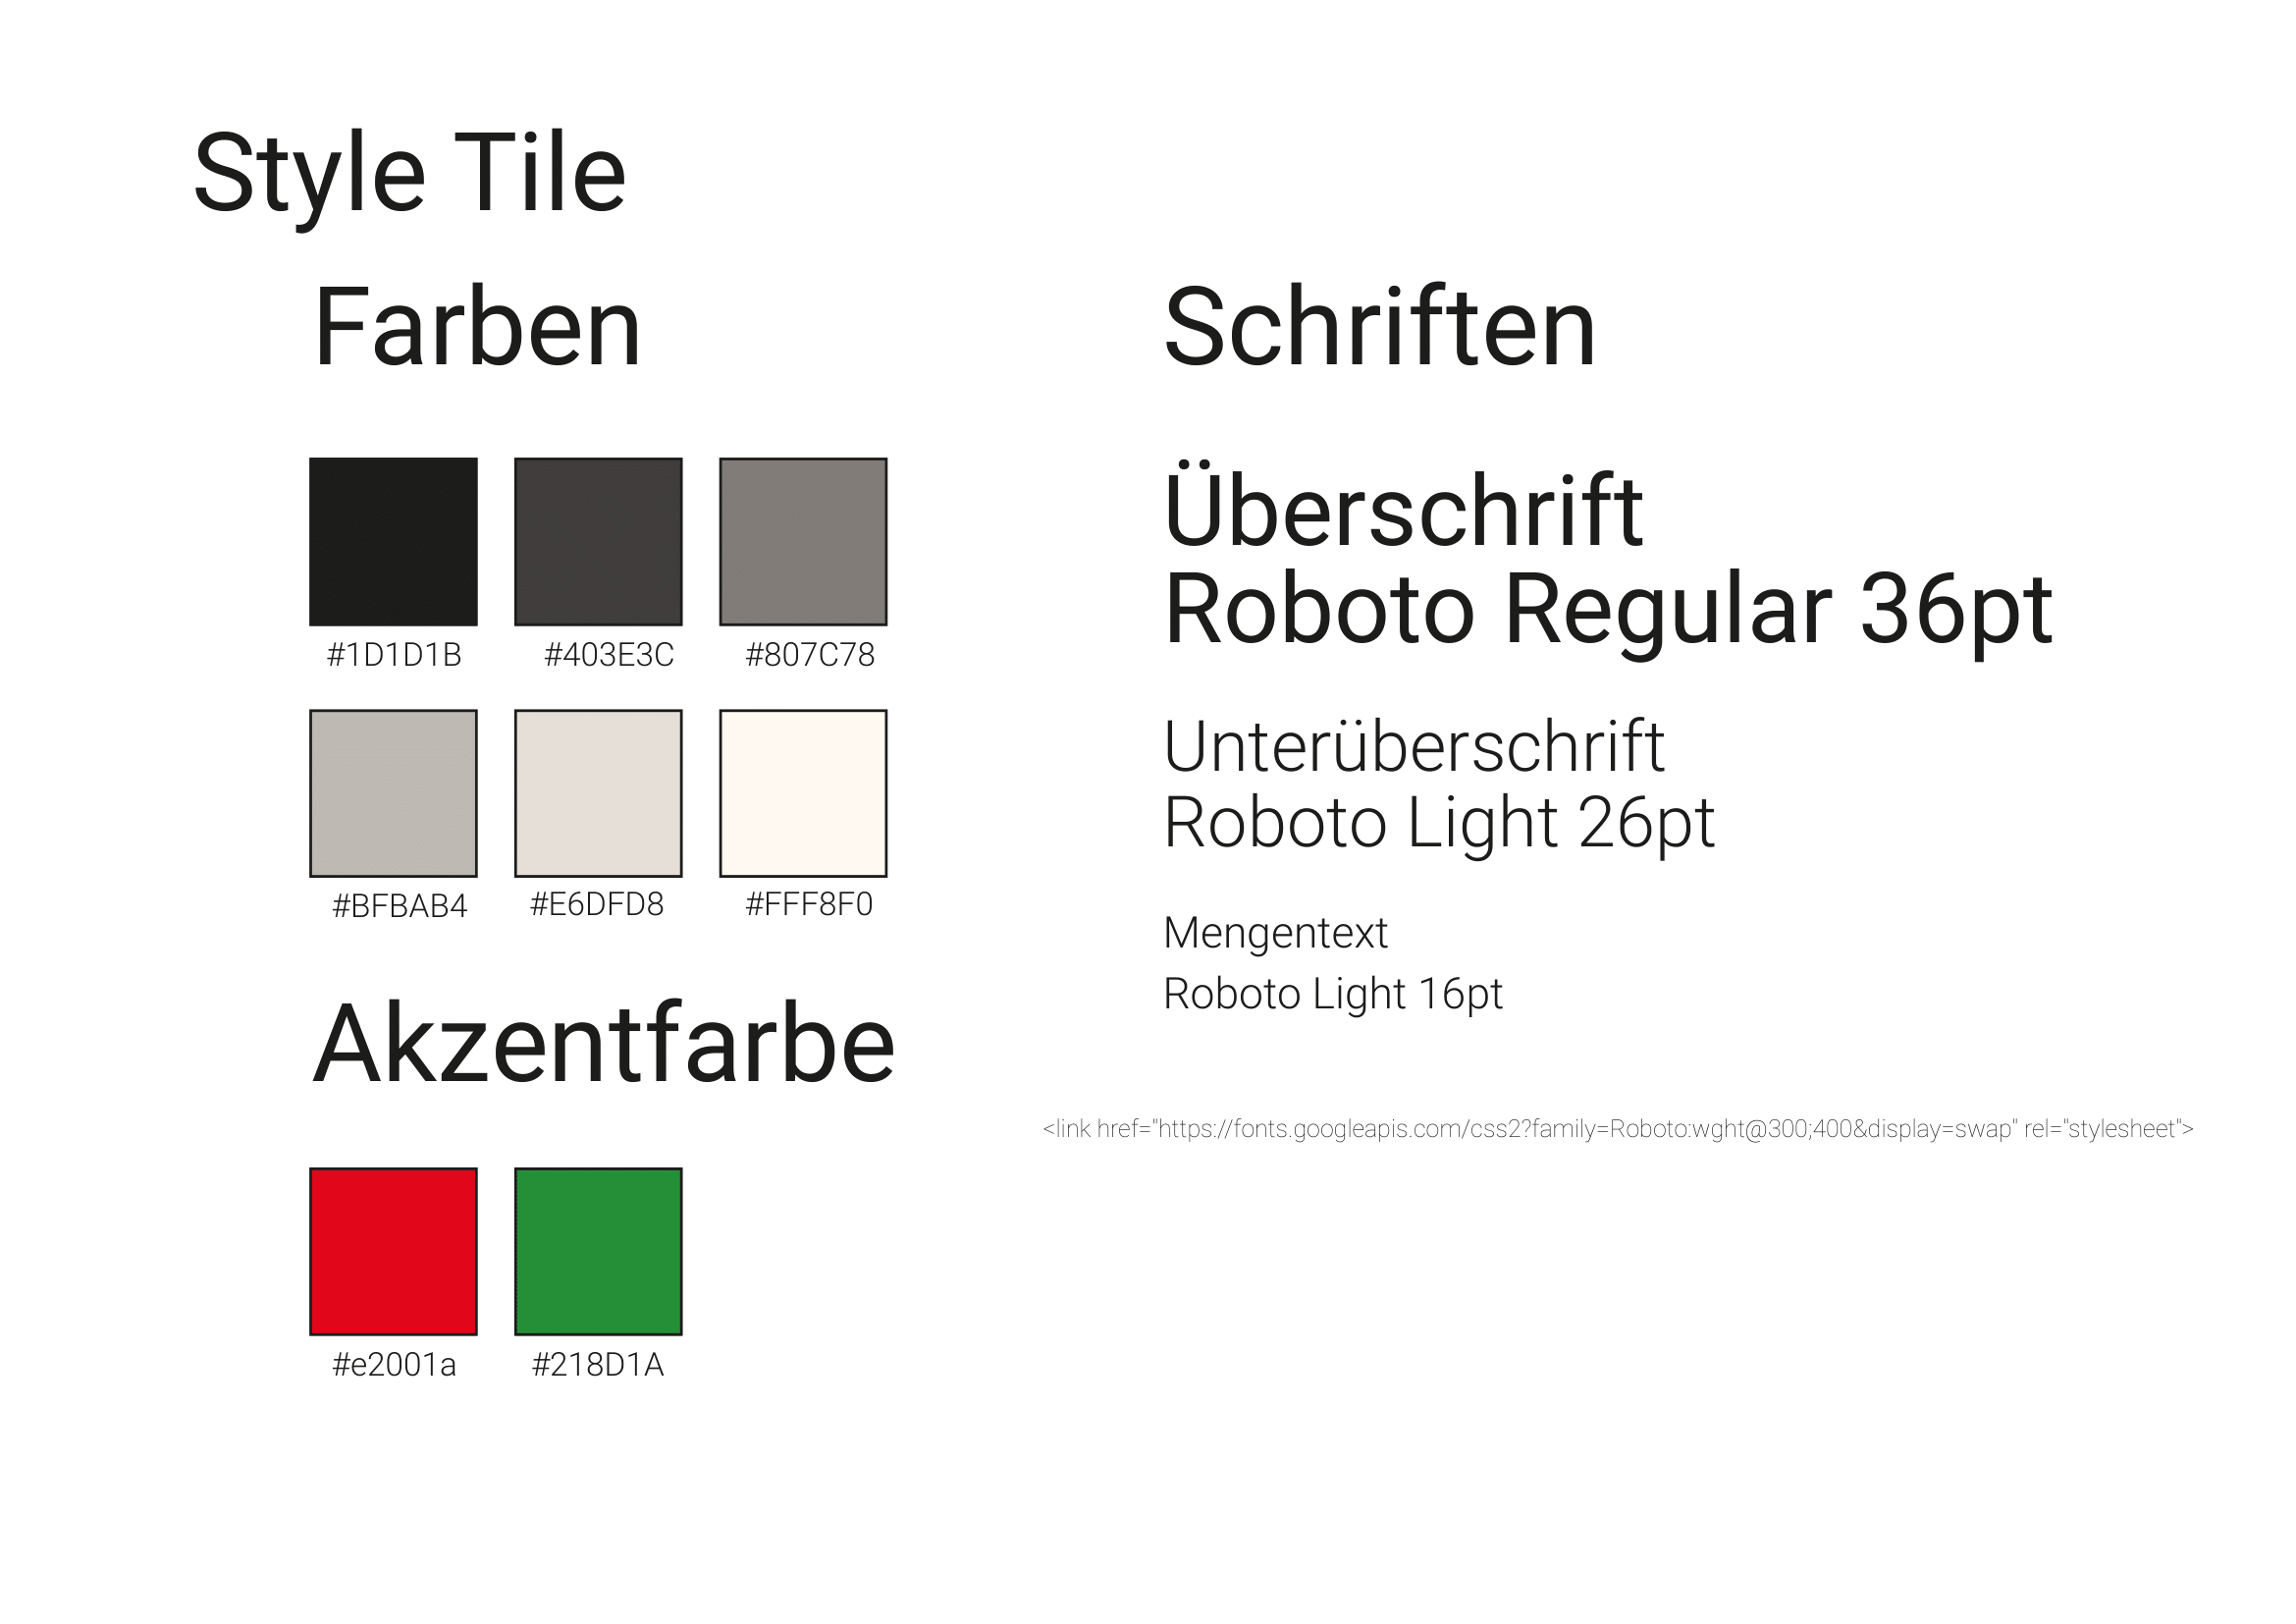 Style Tile
Farben
#1D1D1B
#403E3C
#807C78
#BFBAB4
#E6DFD8
#FFF8F0
Akzentfarbe
#e2001a
#218D1A
Schriften
Überschrift
Roboto Regular 36pt
Unterüberschrift
Roboto Light 26pt
Mengentext
Roboto Light 16pt
<link href="https://fonts.googleapis.com/css2?family=Roboto:wght@300;400&display=swap" rel="stylesheet">